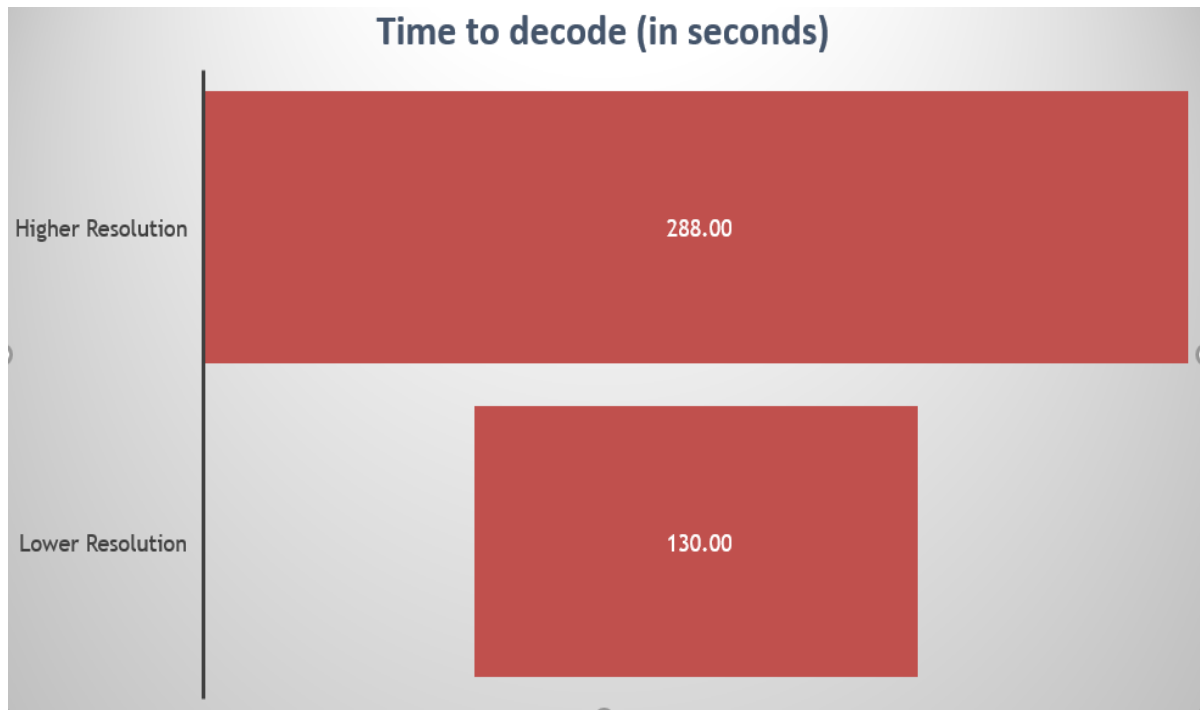 Time to decode (in seconds)
Higher Resolution
288.00
Lower Resolution
130.00